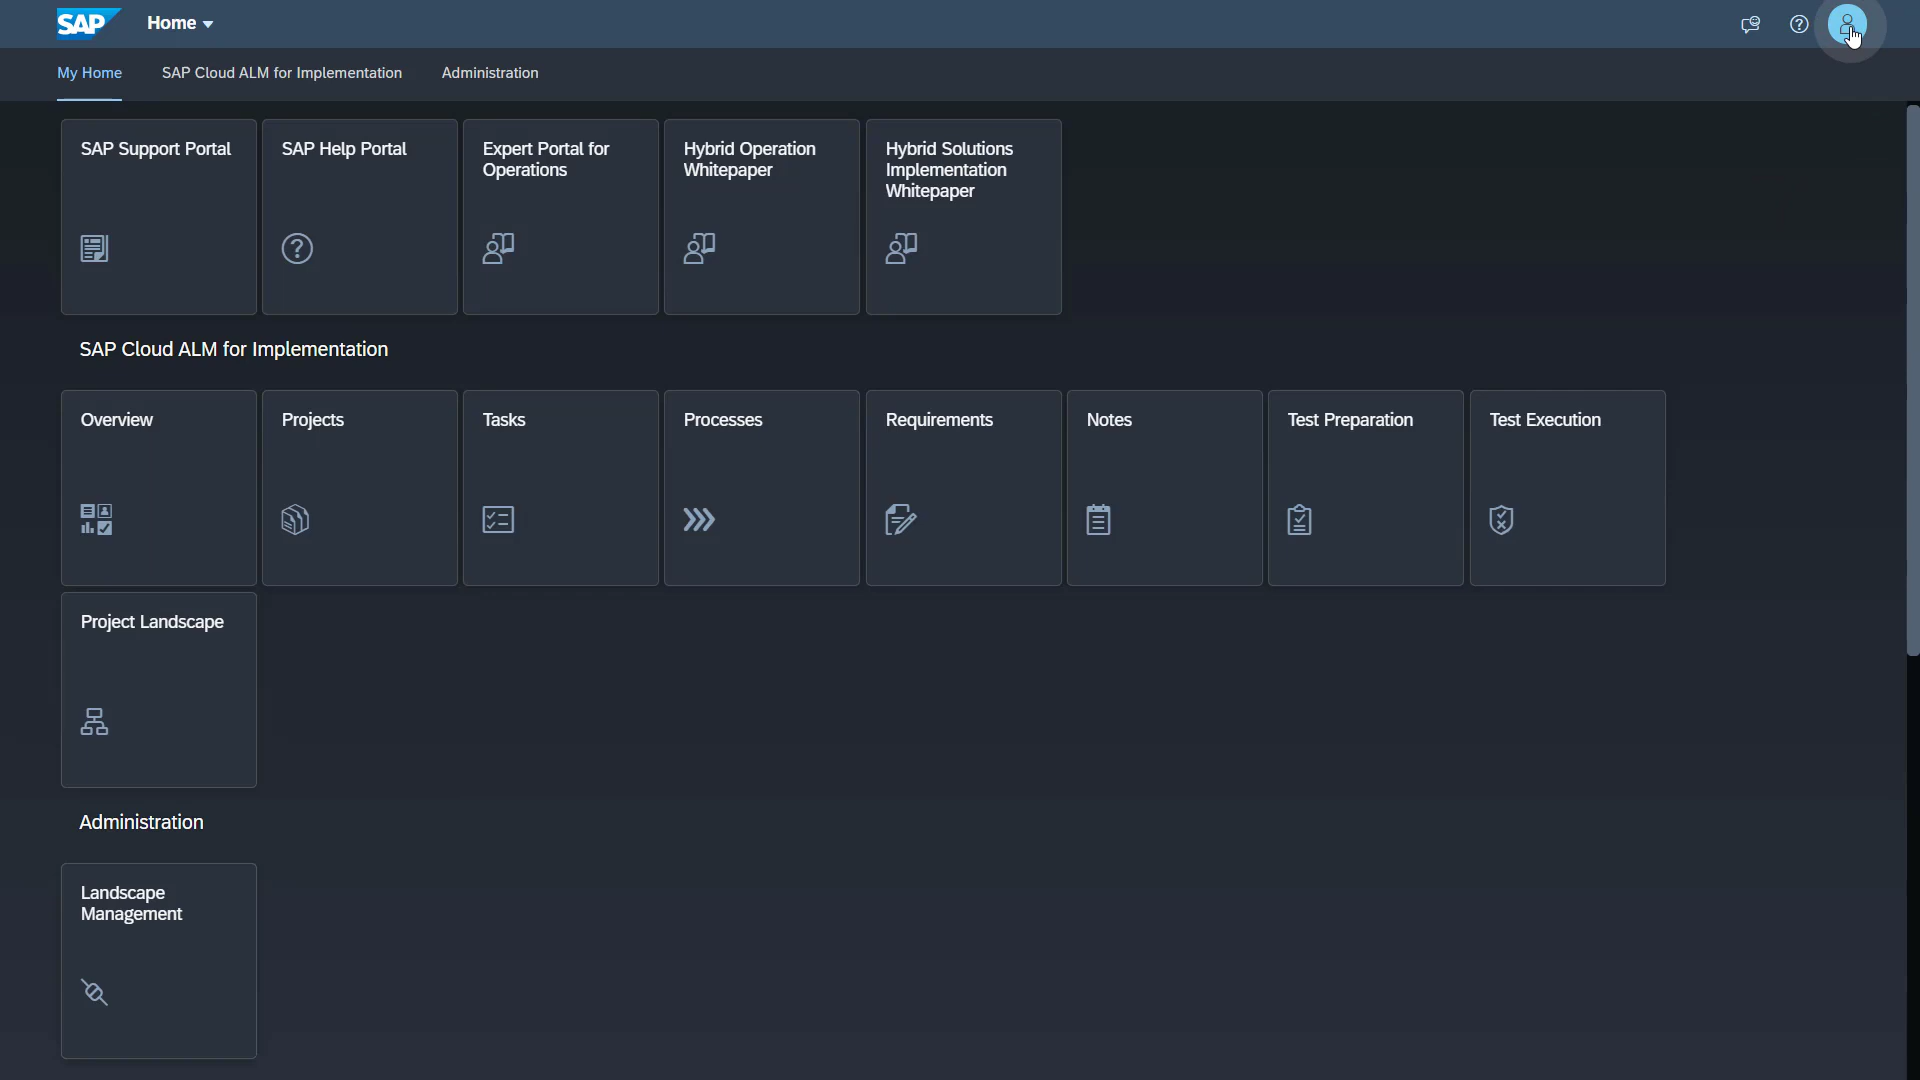 SAP
Home
My Home
SAP Cloud ALM for Implementation
Administration
SAP Support Portal
SAP Help Portal
Expert Portal for
Operations
Hybrid Operation
Whitepaper
Hybrid Solutions
Implementation
Whitepaper
SAP Cloud ALM for Implementation
Overview
Projects
Tasks
Processes
Requirements
Notes
Test Preparation
Test Execution
Project Landscape
Administration
Landscape
Management